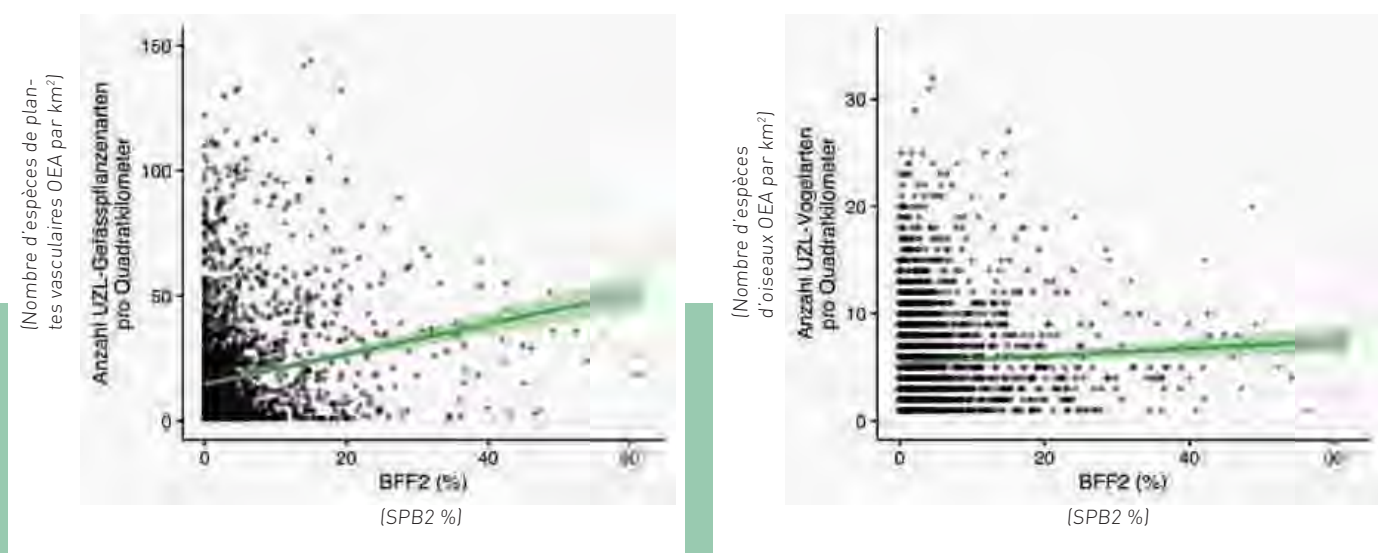 (Nombre d'espèces de plan-
tes vasculaires OEA par km²)
Anzahl UZL-Gefässpflanzenarten
pro Quadratkilometer
150
100
50
0
0
20
40
60
BFF2 (%)
(SPB2 %)
(Nombre d'espèces
d'oiseaux OEA par km²)
Anzahl UZL-Vogelarten
pro Quadratkilometer
30
20
10
0
0
20
40
60
BFF2 (%)
(SPB2 %)